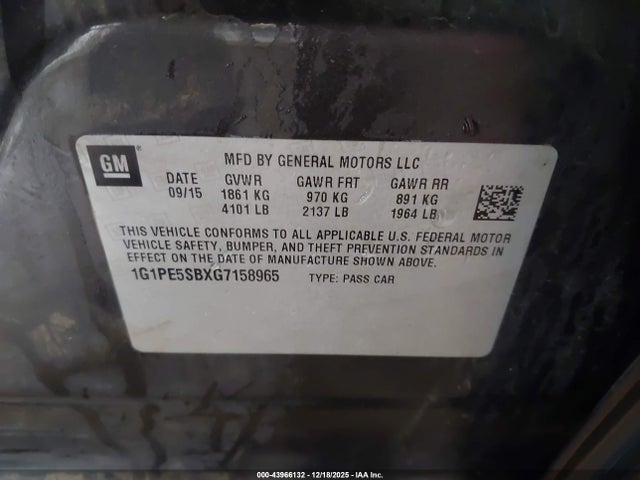 GM
MFD BY GENERAL MOTORS LLC
DATE GVWR GAWR FRT GAWR RR
09/15 1861 KG 970 KG 891 KG
4101 LB 2137 LB 1964 LB
THIS VEHICLE CONFORMS TO ALL APPLICABLE U.S. FEDERAL MOTOR
VEHICLE SAFETY, BUMPER, AND THEFT PREVENTION STANDARDS IN
EFFECT ON THE DATE OF MANUFACTURE SHOWN ABOVE.
1G1PE5SBXG7158965 TYPE: PASS CAR
000-43966132 - 12/18/2025 - IAA Inc.